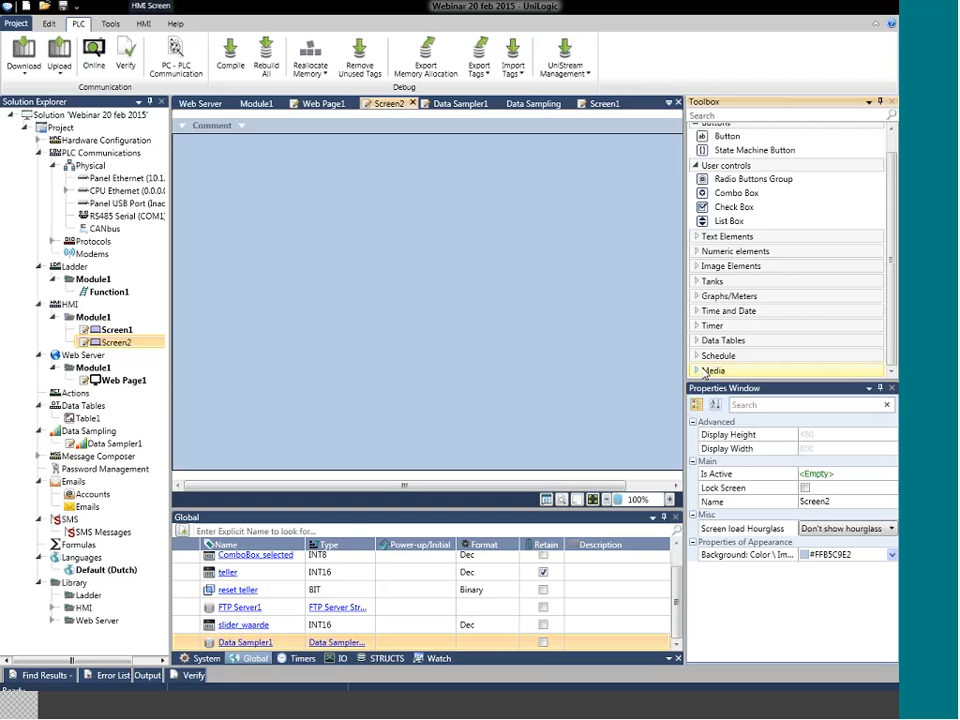 HMI Screen
Webinar 20 feb 2015 - UniLogic
Project Edit PLC Tools HMI Help
Download Upload Online Verify PC - PLC Communication Compile Rebuild All Reallocate Memory Remove Unused Tags Export Memory Allocation Export Tags Import Tags UniStream Management
Communication Debug
Solution Explorer
Solution 'Webinar 20 feb 2015'
Project
Hardware Configuration
PLC Communications
Physical
Panel Ethernet (10.1.
CPU Ethernet (0.0.0.
Panel USB Port (Inac
RS485 Serial (COM1)
CANbus
Protocols
Modems
Ladder
Module1
Function1
HMI
Module1
Screen1
Screen2
Web Server
Module1
Web Page1
Actions
Data Tables
Table1
Data Sampling
Data Sampler1
Message Composer
Password Management
Emails
Accounts
Emails
SMS
SMS Messages
Formulas
Languages
Default (Dutch)
Library
Ladder
HMI
Web Server
Web Server Module1 Web Page1 Screen2 Data Sampler1 Data Sampling Screen1
Comment
100%
Global
Enter Explicit Name to look for...
Name Type Power-up/Initial Format Retain Description
ComboBox selected INT8 Dec
teller INT16 Dec
reset teller BIT Binary
FTP Server1 FTP Server Str...
slider_waarde INT16 Dec
Data Sampler1 Data Sampler...
System Global Timers IO STRUCTS Watch
Toolbox
Search
Buttons
Button
State Machine Button
User controls
Radio Buttons Group
Combo Box
Check Box
List Box
Text Elements
Numeric elements
Image Elements
Tanks
Graphs/Meters
Time and Date
Timer
Data Tables
Schedule
Media
Properties Window
Search
Advanced
Display Height 480
Display Width 800
Main
Is Active <Empty>
Lock Screen
Name Screen2
Misc
Screen load Hourglass Don't show hourglass
Properties of Appearance
Background: Color \ Im... #FFB5C9E2
Find Results Error List Output Verify